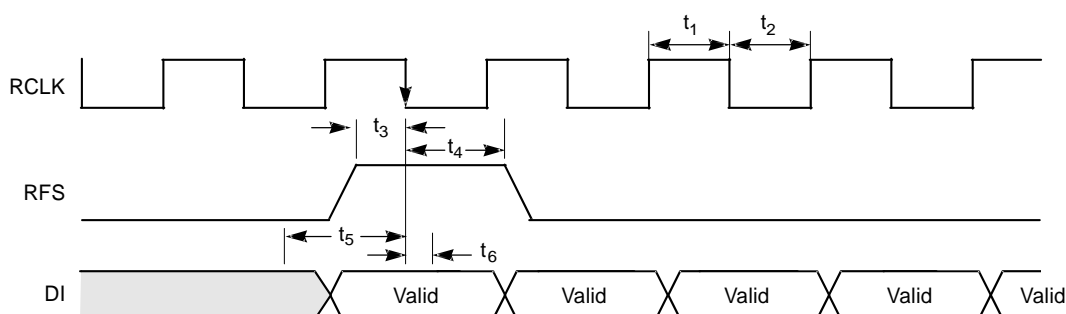 t1 t2
RCLK
t3 t4
RFS
t5 t6
DI Valid Valid Valid Valid Valid